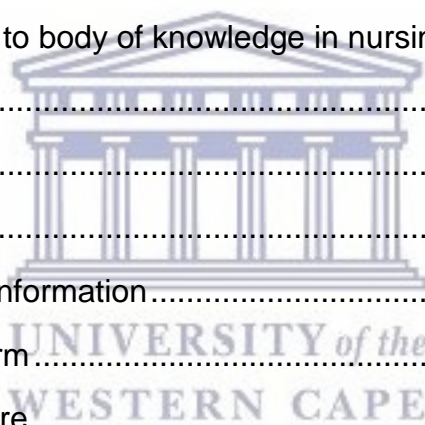 to body of knowledge in nursin
........................................
........................................
........................................
nformation........................
UNIVERSITY of the
rm....................................
WESTERN CAPE
re